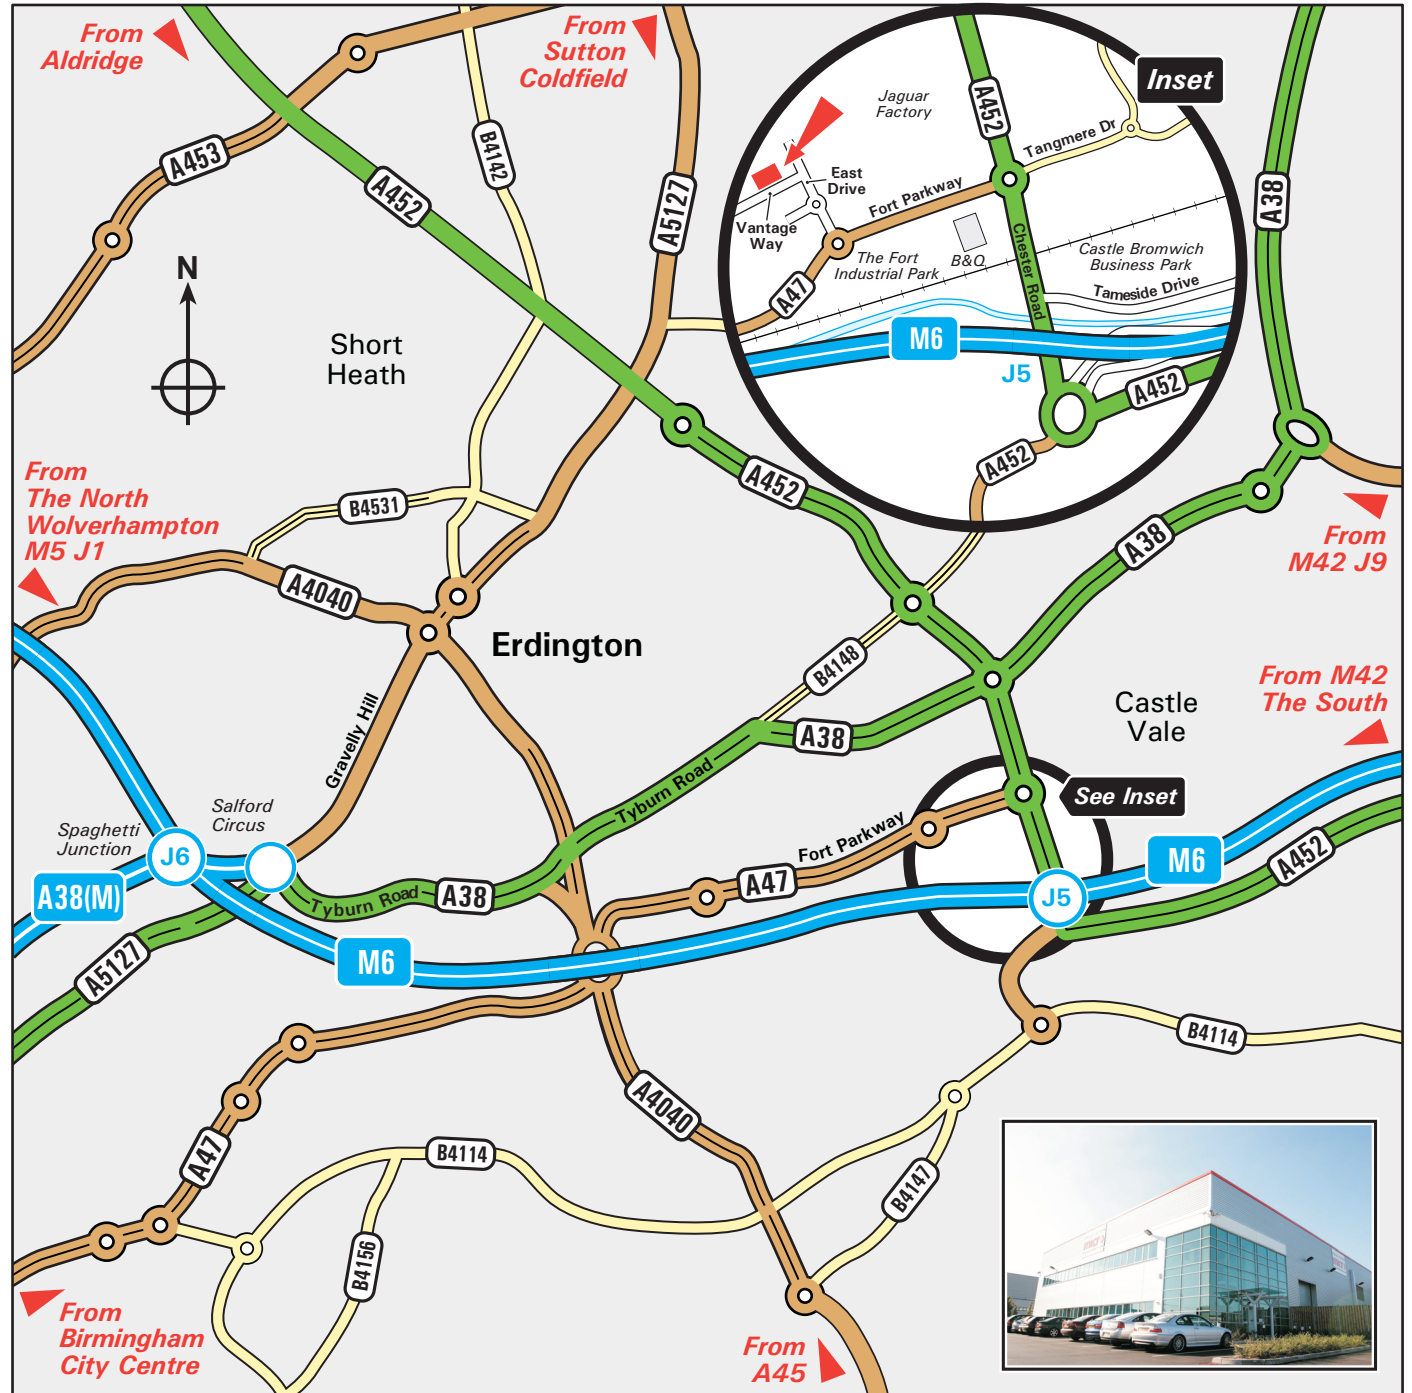 From
Aldridge
From
Sutton
Coldfield
Inset
Jaguar
Factory
A452
Tangmere Dr
East
Drive
Fort Parkway
Vantage
Way
The Fort
Industrial Park
B&Q
Chester Road
Castle Bromwich
Business Park
Tameside Drive
A47
M6
J5
A452
A452
A453
B4142
A452
A5127
A38
N
Short
Heath
From
The North
Wolverhampton
M5 J1
B4531
A452
A38
From
M42 J9
A4040
Erdington
B4148
From M42
The South
Castle
Vale
Gravelly Hill
A38
Tyburn Road
See Inset
Salford
Circus
Spaghetti
Junction
Fort Parkway
J6
M6
A452
A38(M)
Tyburn Road
A38
A47
J5
A5127
M6
B4114
A4040
A47
B4114
B4147
B4156
From
Birmingham
City Centre
From
A45